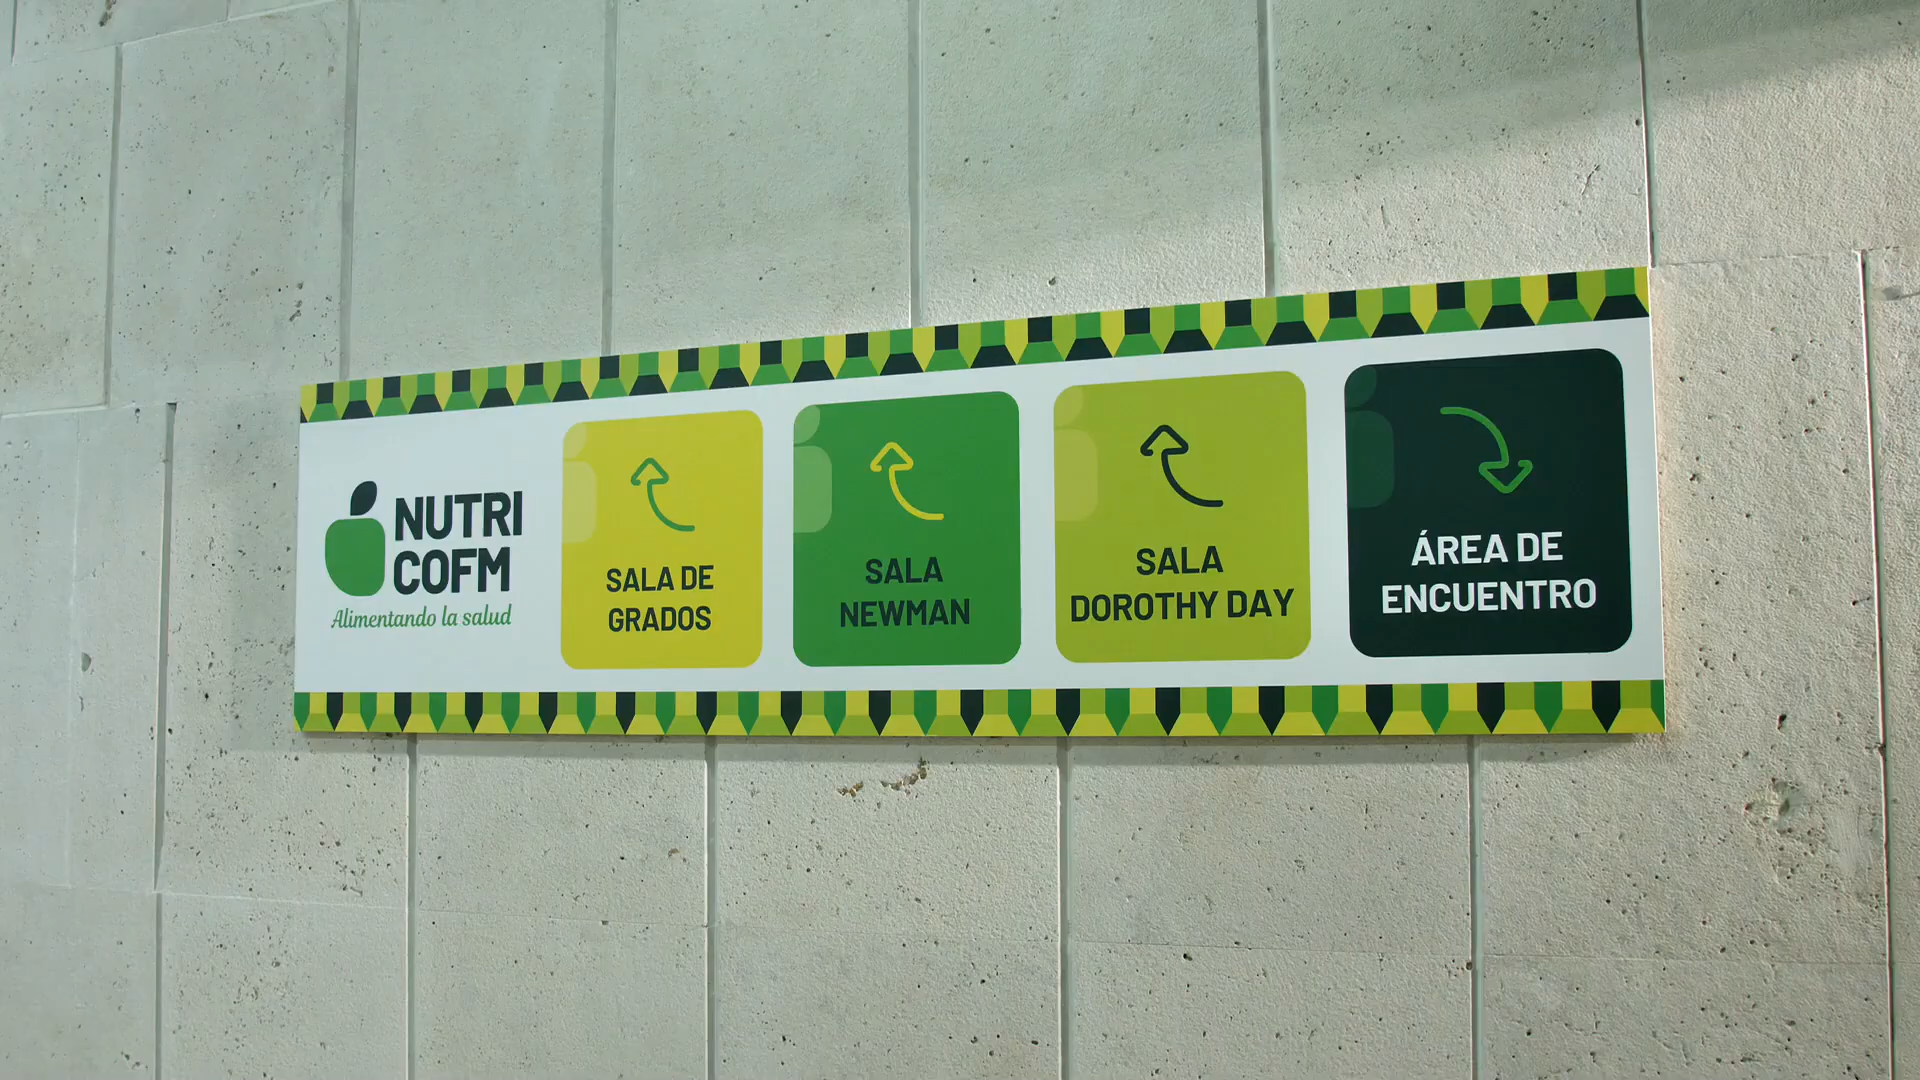 NUTRI
COFM
Alimentando la salud
SALA DE
GRADOS
SALA
NEWMAN
SALA
DOROTHY DAY
ÁREA DE
ENCUENTRO